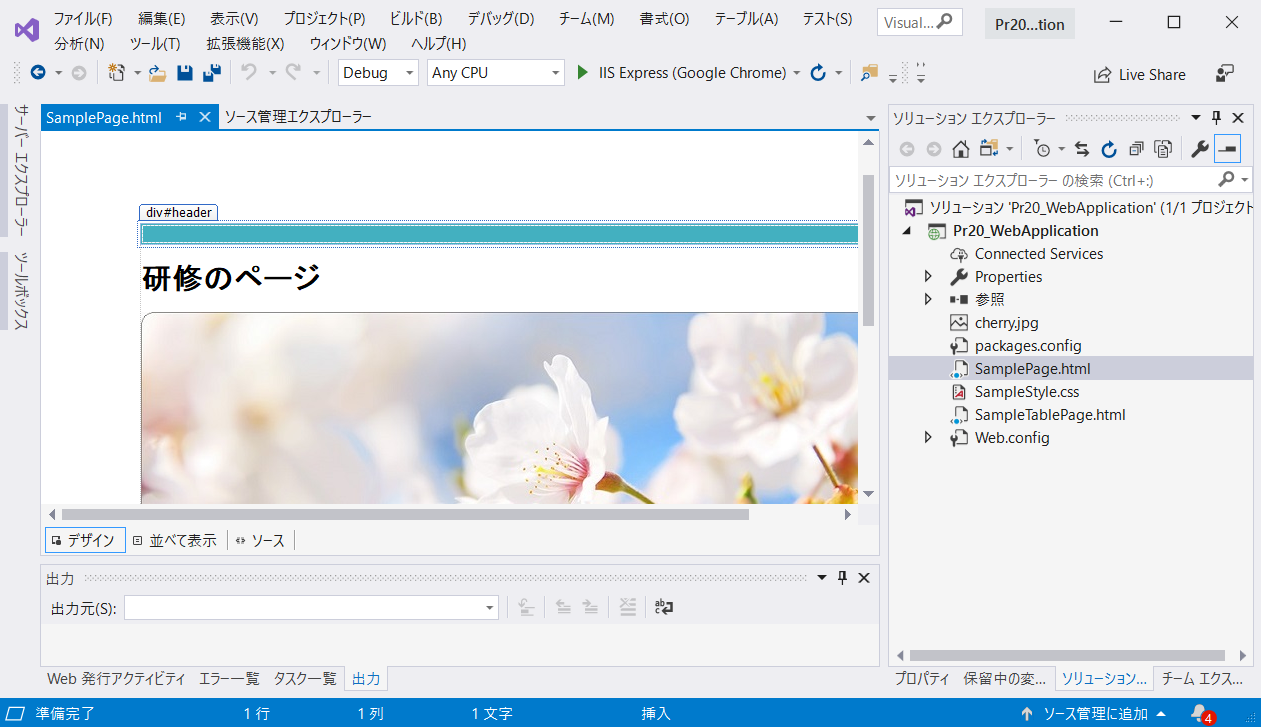 ファイル(F) 編集(E) 表示(V) プロジェクト(P) ビルド(B) デバッグ(D) チーム(M) 書式(O) テーブル(A) テスト(S) Visual... Pr20...tion
分析(N) ツール(T) 拡張機能(X) ウィンドウ(W) ヘルプ(H)
Debug Any CPU IIS Express (Google Chrome) Live Share
サーバー エクスプローラー
ツールボックス
SamplePage.html ソース管理エクスプローラー
div#header
研修のページ
デザイン 並べて表示 ソース
出力
出力元(S):
Web 発行アクティビティ エラー一覧 タスク一覧 出力
ソリューション エクスプローラー
ソリューション エクスプローラー の検索 (Ctrl+:)
ソリューション 'Pr20_WebApplication' (1/1 プロジェクト
Pr20_WebApplication
Connected Services
Properties
参照
cherry.jpg
packages.config
SamplePage.html
SampleStyle.css
SampleTablePage.html
Web.config
プロパティ 保留中の変... ソリューション... チーム エクス...
準備完了 1 行 1 列 1 文字 挿入 ソース管理に追加 4